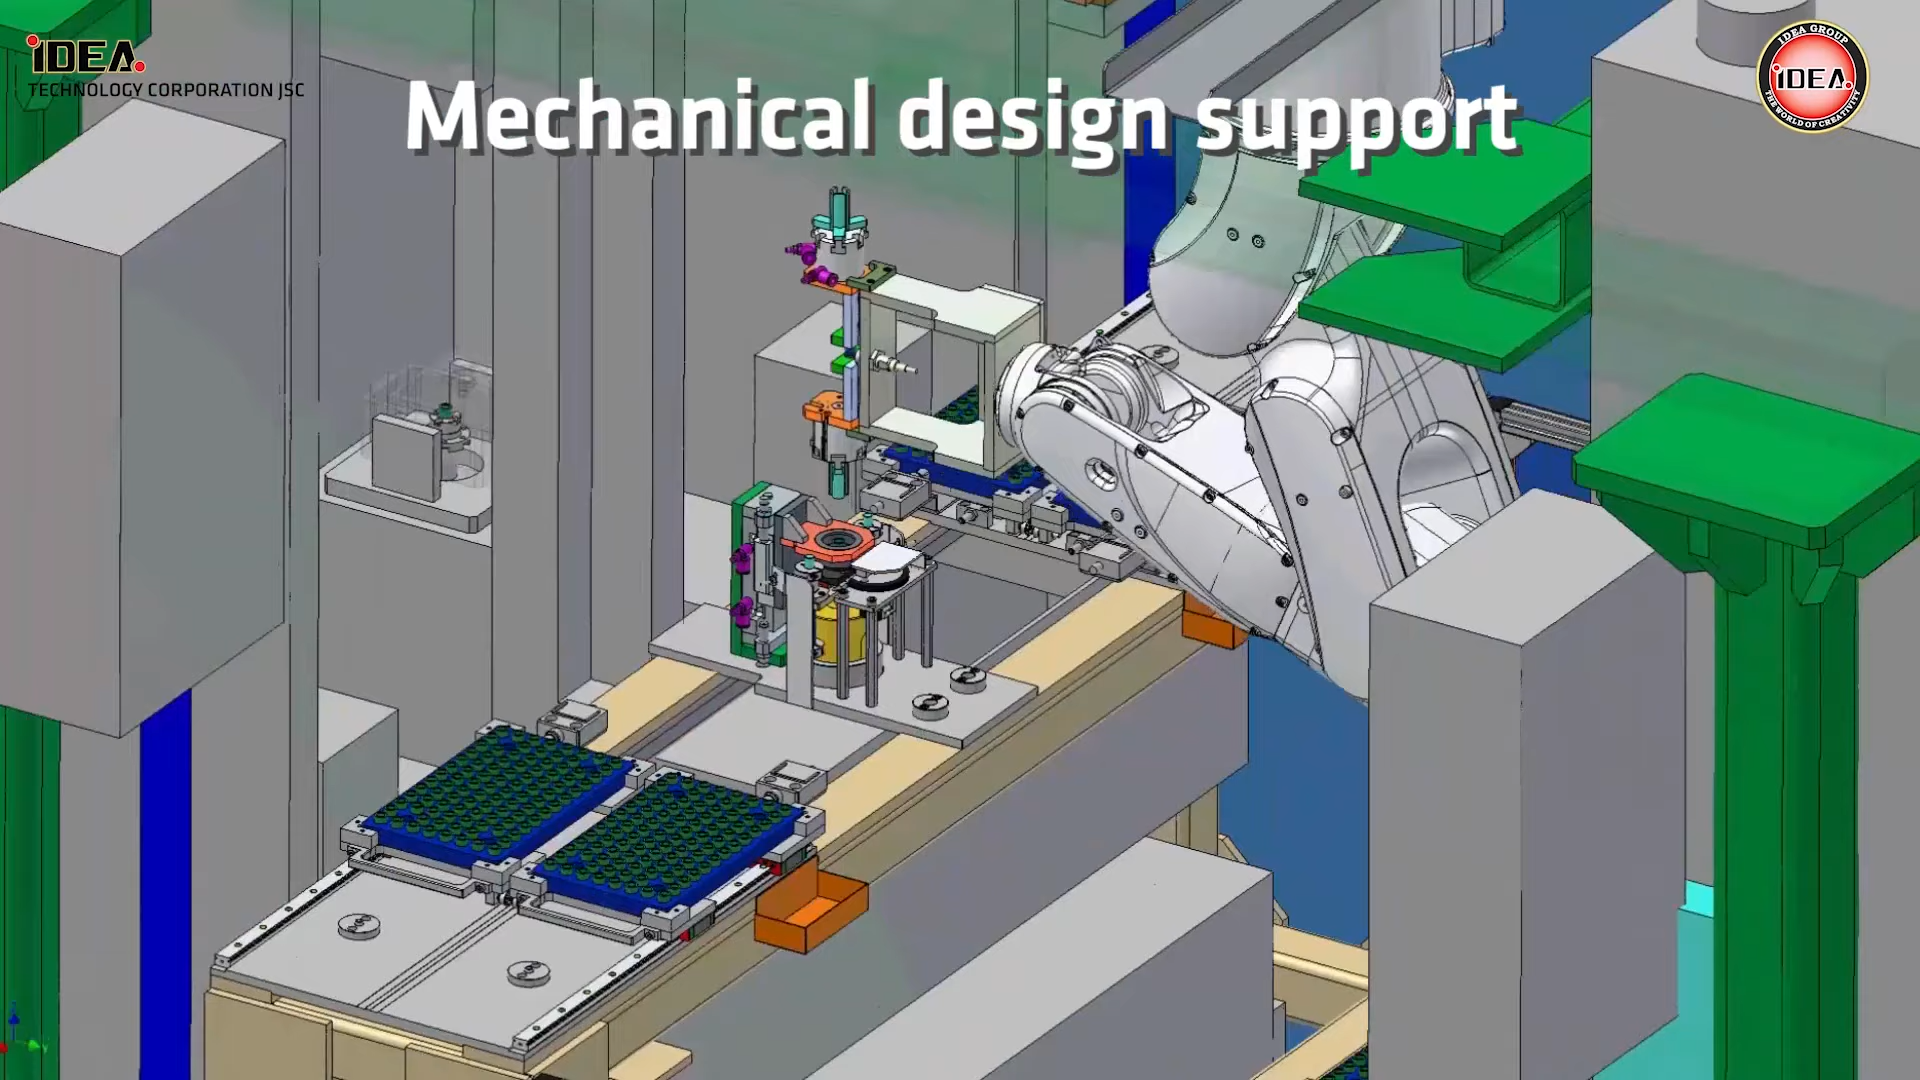 iDEA.
TECHNOLOGY CORPORATION JSC
Mechanical design support
IDEA GROUP
iDEA.
THE WORLD OF CREATIVITY